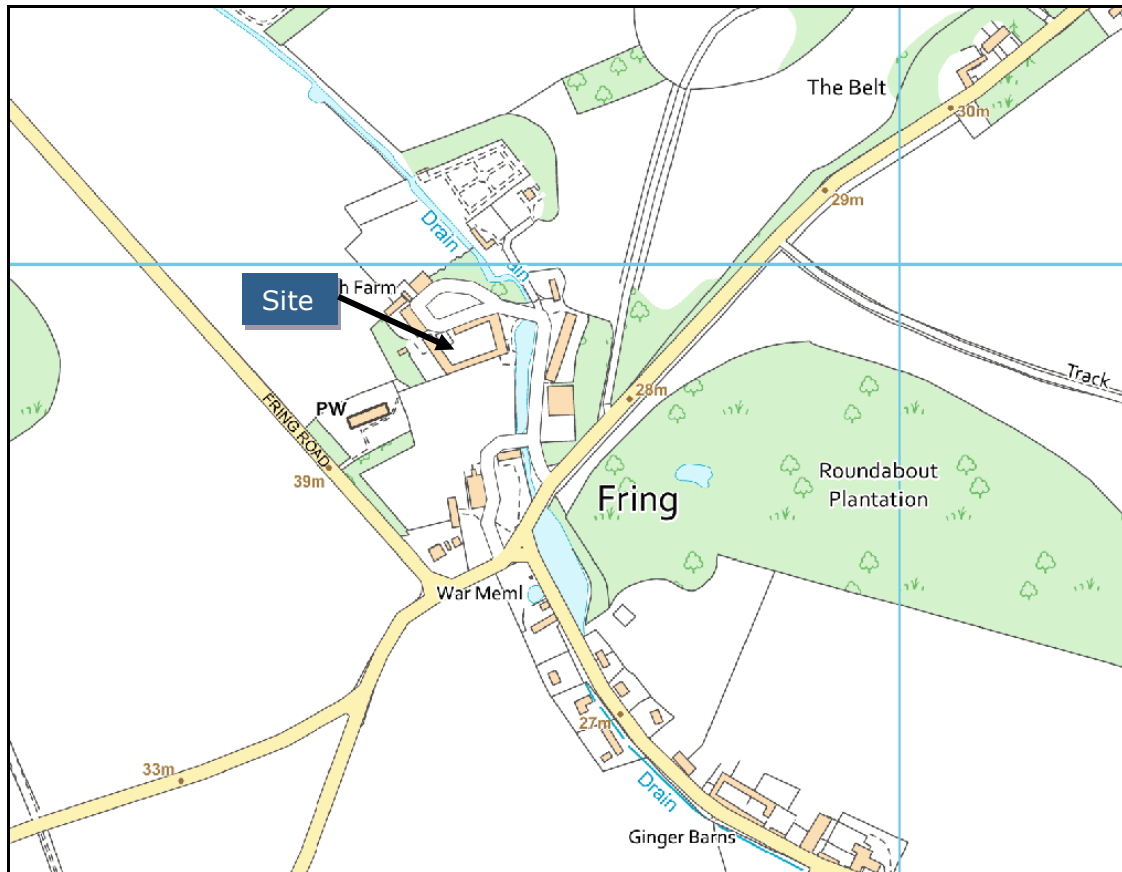 The Belt
30m
29m
Drain
ain
h Farm
Site
Track
28m
PW
FRING ROAD
39m
Roundabout
Plantation
Fring
War Meml
27m
33m
Drain
Ginger Barns